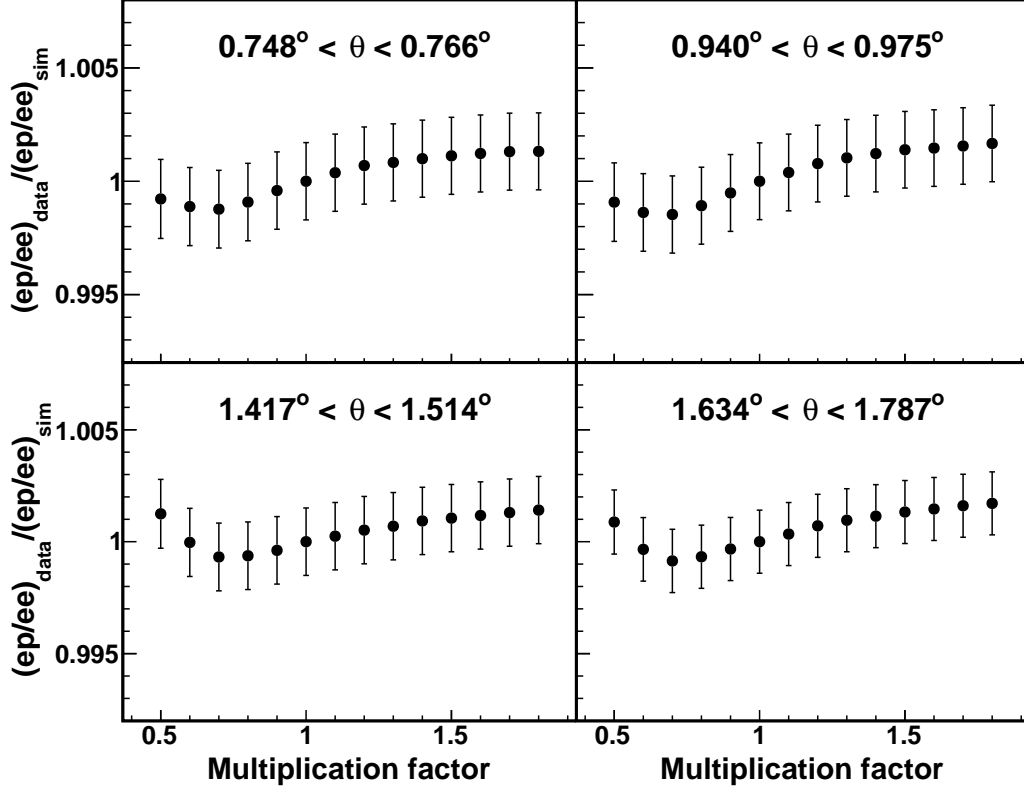 0.748° < θ < 0.766°
0.940° < θ < 0.975°
1.005
1
0.995
(ep/ee)data/(ep/ee)sim
1.417° < θ < 1.514°
1.634° < θ < 1.787°
1.005
1
0.995
(ep/ee)data/(ep/ee)sim
0.5 1 1.5
0.5 1 1.5
Multiplication factor
Multiplication factor